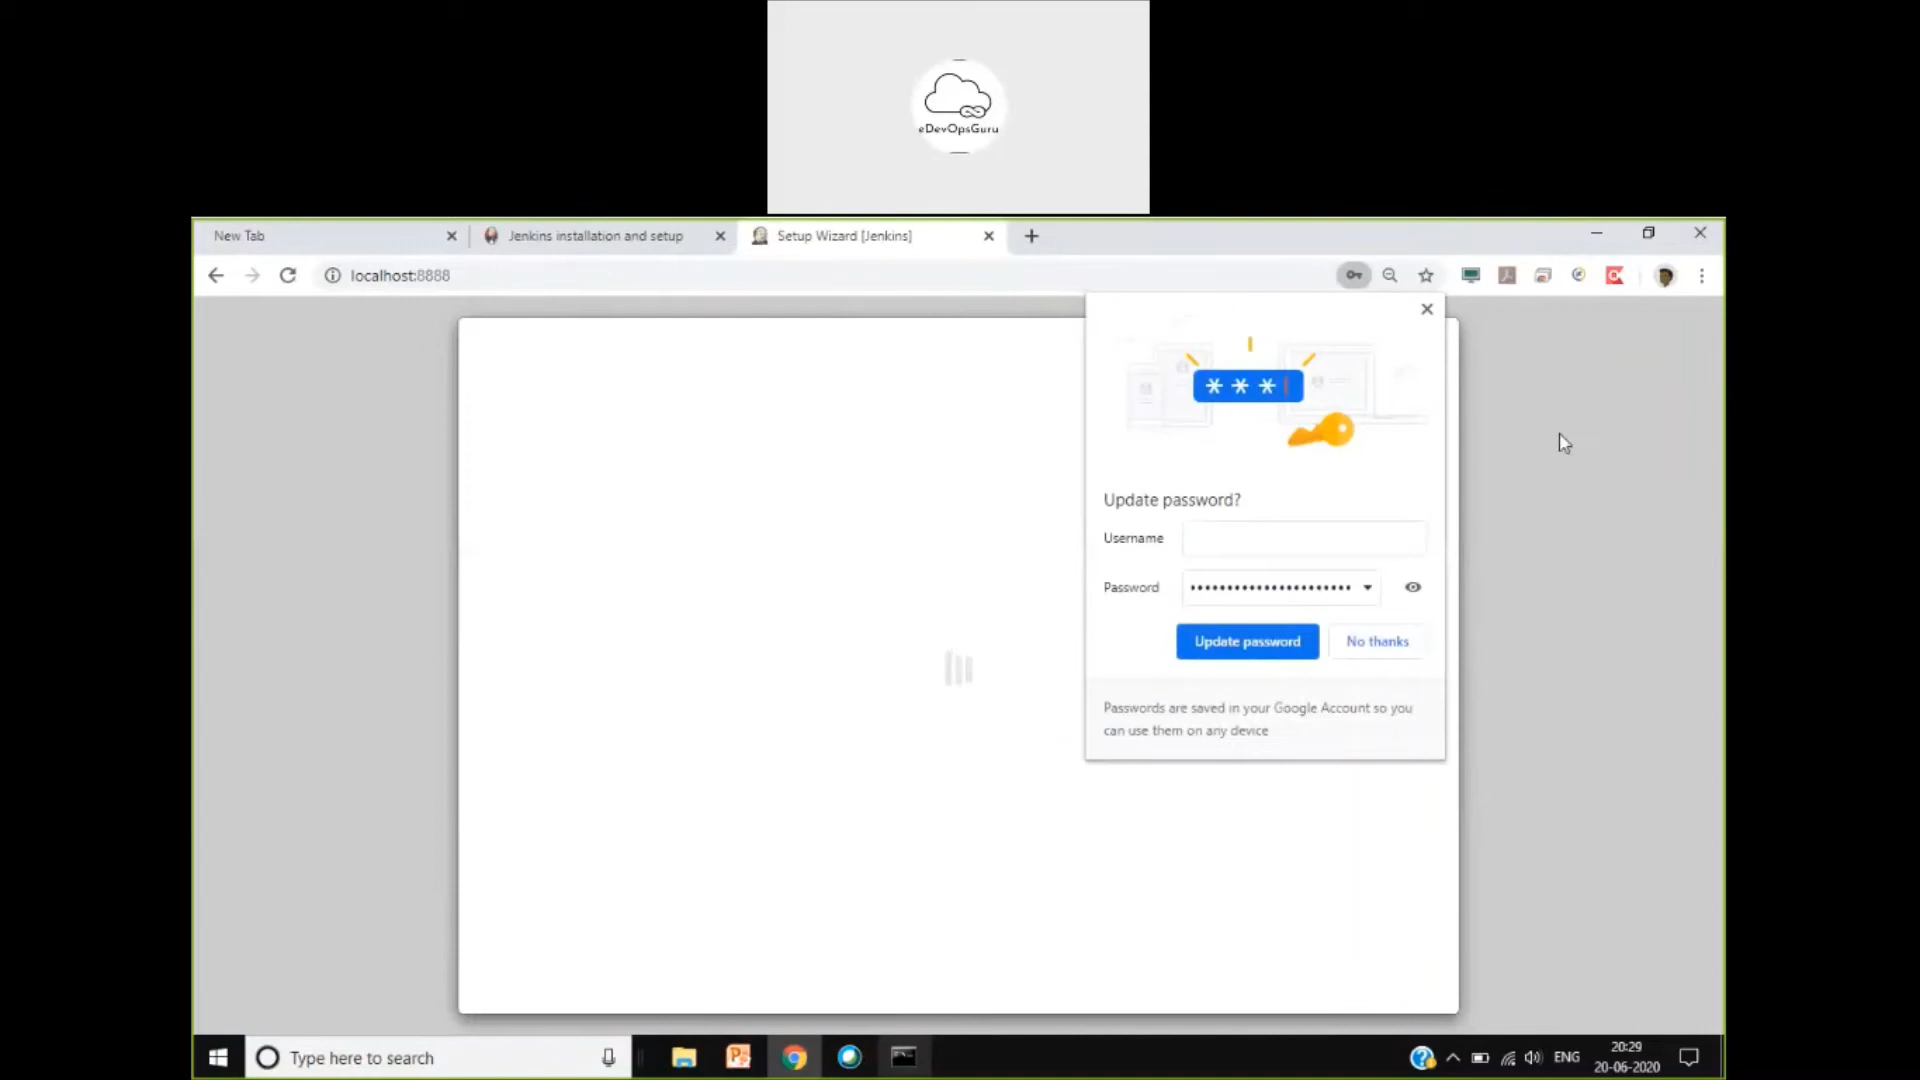 eDevOpsGuru
New Tab
Jenkins installation and setup
Setup Wizard [Jenkins]
localhost:8888
* * *
Update password?
Username
Password
Update password
No thanks
Passwords are saved in your Google Account so you
can use them on any device
Type here to search
ENG
20:29
20-06-2020